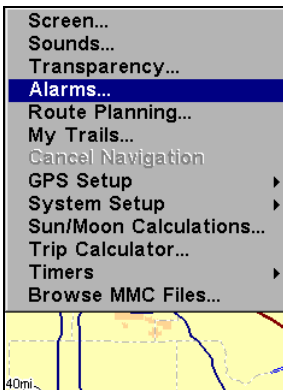 Screen...
Sounds...
Transparency...
Alarms...
Route Planning...
My Trails...
Cancel Navigation
GPS Setup
System Setup
Sun/Moon Calculations...
Trip Calculator...
Timers
Browse MMC Files...
40mi